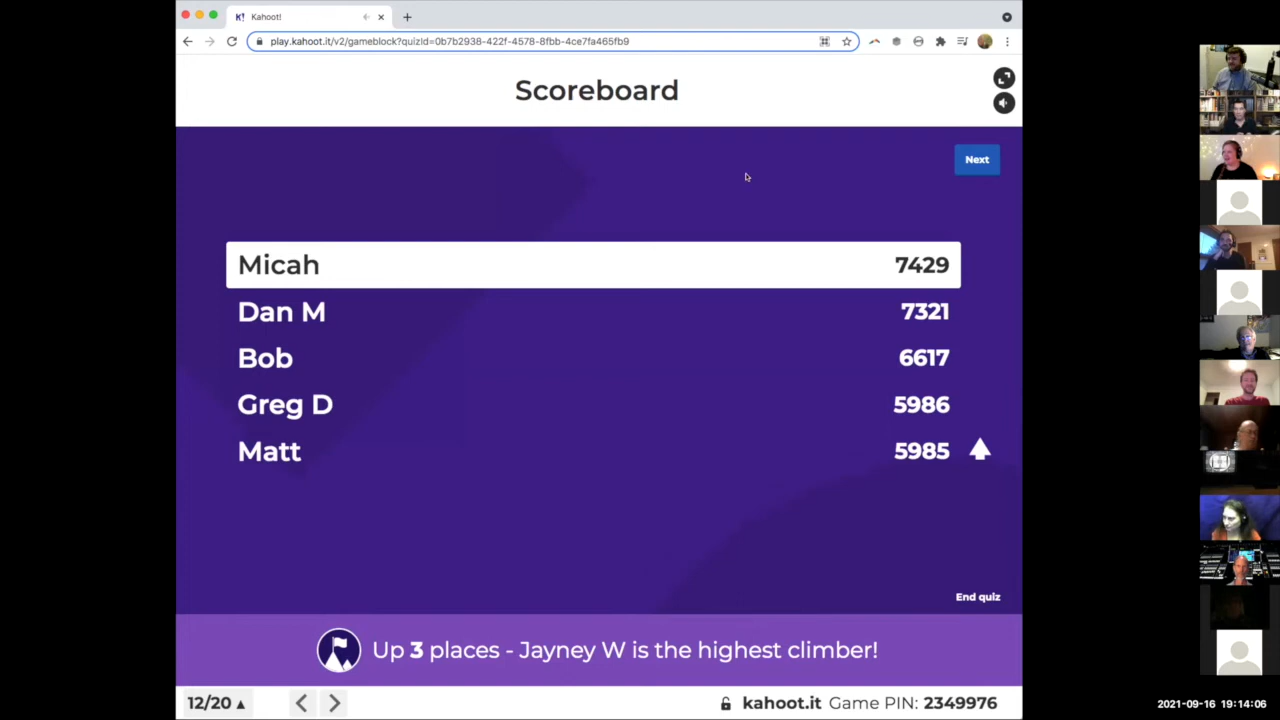 K! Kahoot!
play.kahoot.it/v2/gameblock?quizId=0b7b2938-422f-4578-8fbb-4ce7fa465fb9
Scoreboard
Next
Micah 7429
Dan M 7321
Bob 6617
Greg D 5986
Matt 5985
End quiz
Up 3 places - Jayney W is the highest climber!
12/20 kahoot.it Game PIN: 2349976
2021-09-16 19:14:06